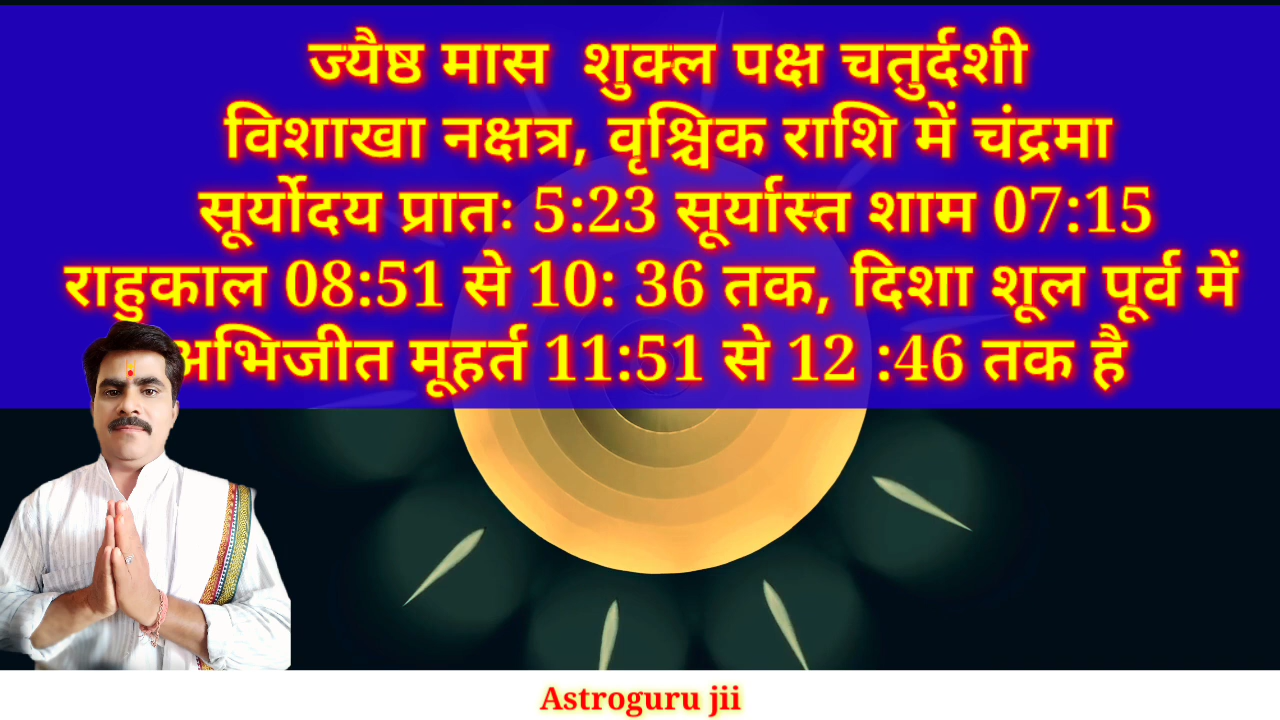 ज्यैष्ठ मास शुक्ल पक्ष चतुर्दशी
विशाखा नक्षत्र, वृश्चिक राशि में चंद्रमा
सूर्योदय प्रातः 5:23 सूर्यास्त शाम 07:15
राहुकाल 08:51 से 10: 36 तक, दिशा शूल पूर्व में
अभिजीत मूहर्त 11:51 से 12 :46 तक है
Astroguru jii